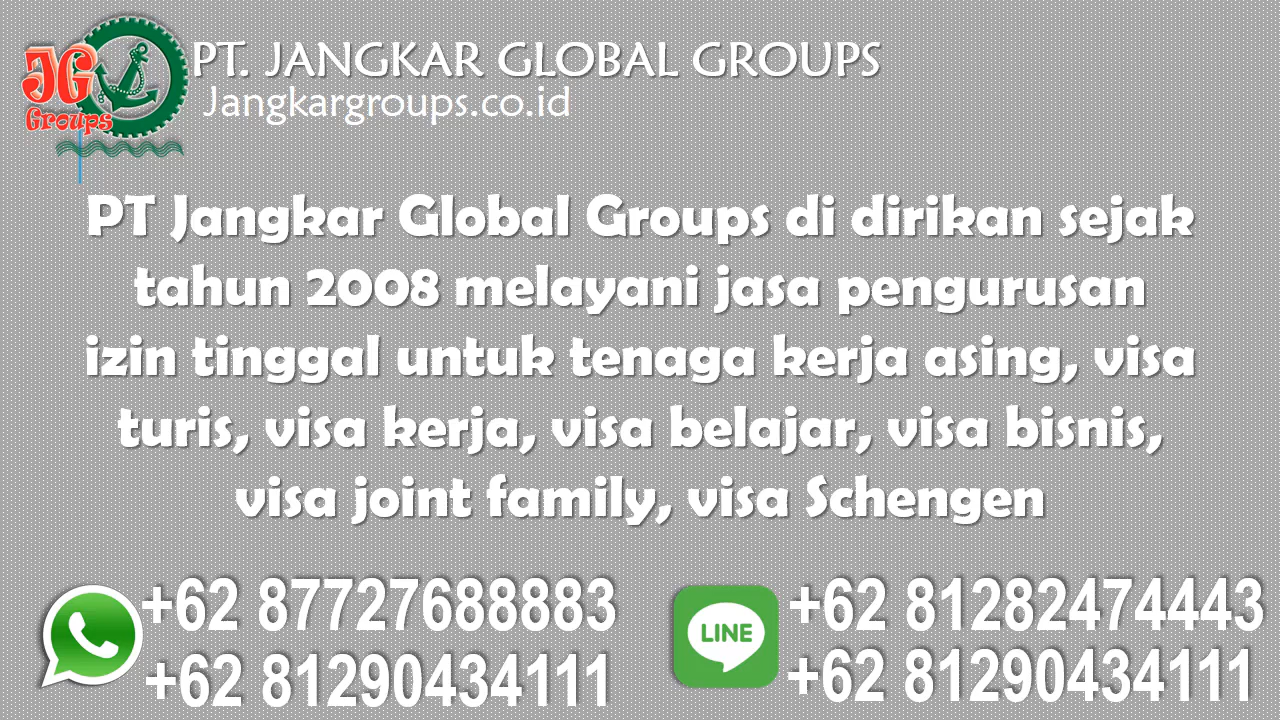 JG
Groups
PT. JANGKAR GLOBAL GROUPS
Jangkargroups.co.id
PT Jangkar Global Groups di dirikan sejak
tahun 2008 melayani jasa pengurusan
izin tinggal untuk tenaga kerja asing, visa
turis, visa kerja, visa belajar, visa bisnis,
visa joint family, visa Schengen
+62 87727688883
+62 81290434111
LINE
+62 81282474443
+62 81290434111